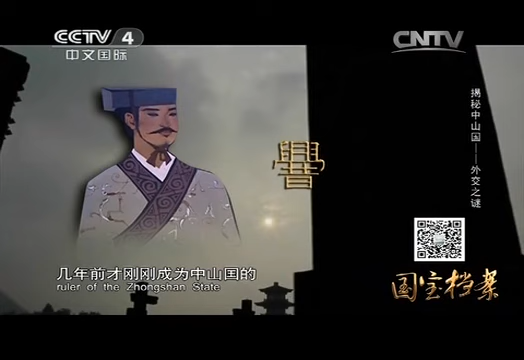 CCTV 4
中文国际
CNTV
揭秘中山国——外交之谜
几年前才刚刚成为中山国的
ruler of the Zhongshan State
国宝档案